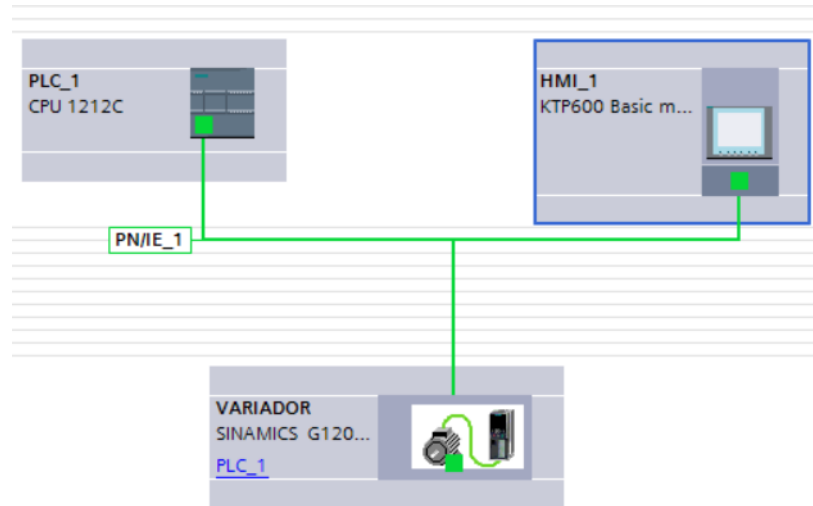 PLC_1
CPU 1212C
HMI_1
KTP600 Basic m...
PN/IE_1
VARIADOR
SINAMICS G120...
PLC_1